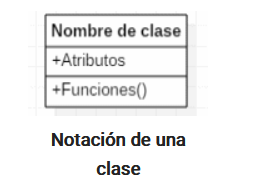 Nombre de clase
+Atributos
+Funciones()
Notación de una
clase